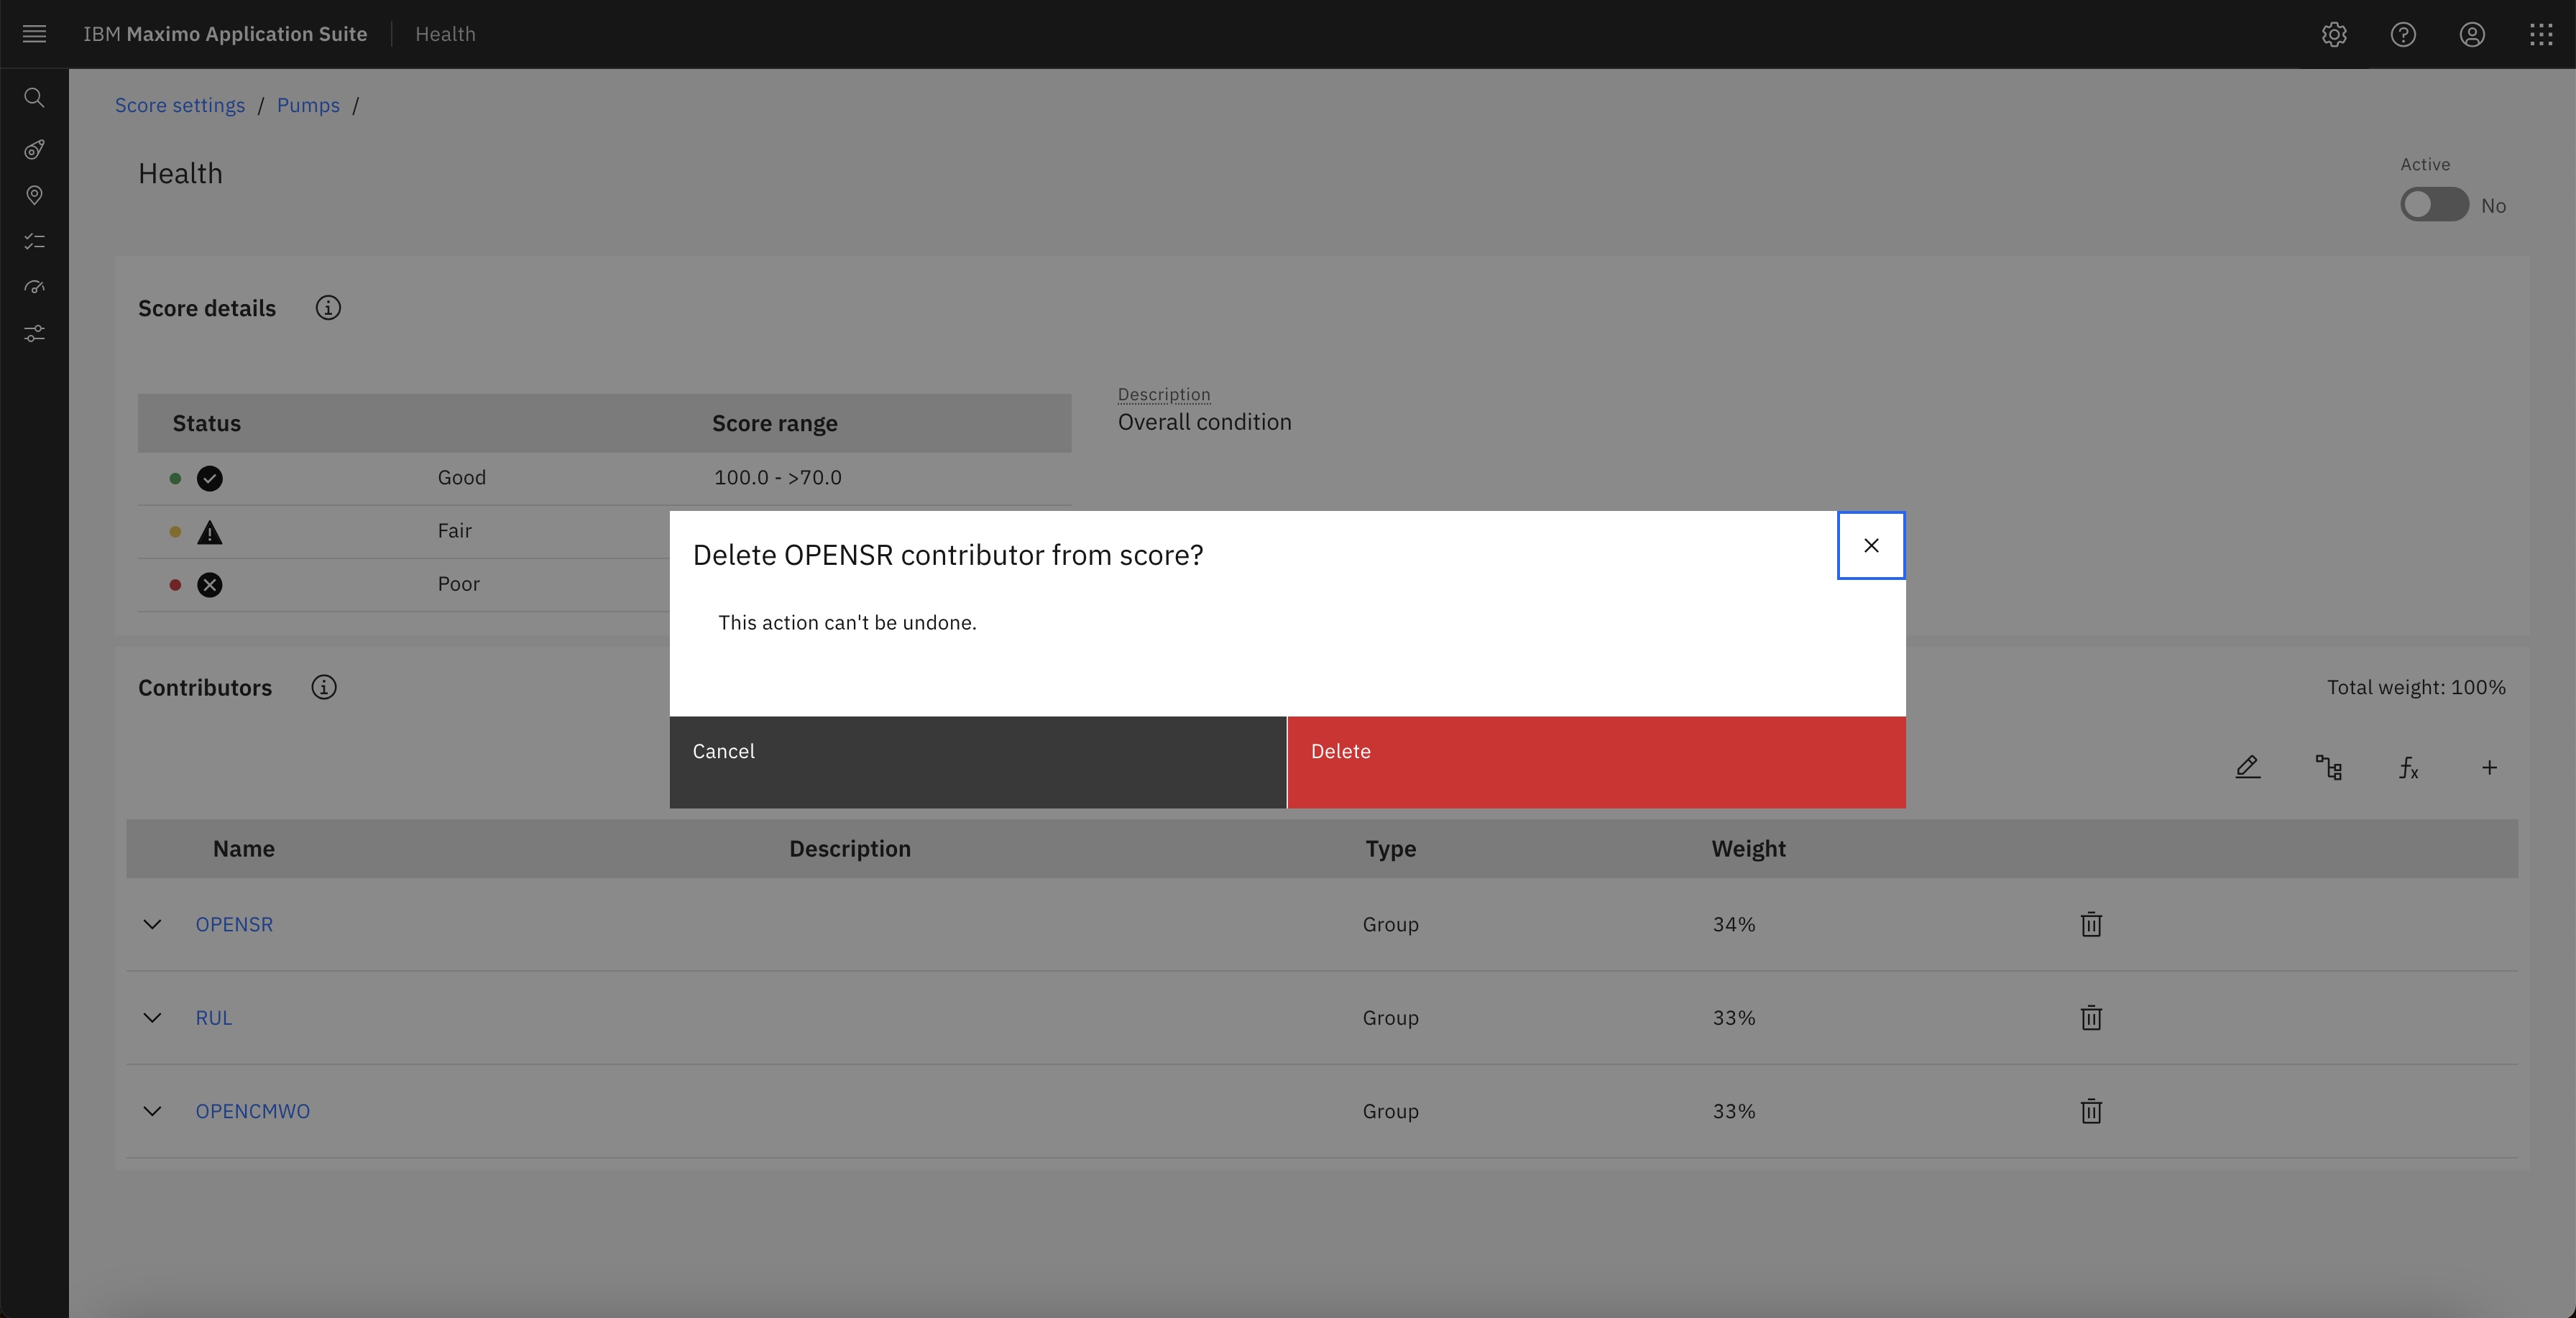 IBM Maximo Application Suite Health
Score settings / Pumps /
Health
Active
No
Score details
Description
Overall condition
Status Score range
Good 100.0 - >70.0
Fair
Poor
Delete OPENSR contributor from score?
This action can't be undone.
Cancel Delete
Contributors
Total weight: 100%
fx
Name Description Type Weight
OPENSR Group 34%
RUL Group 33%
OPENCMWO Group 33%